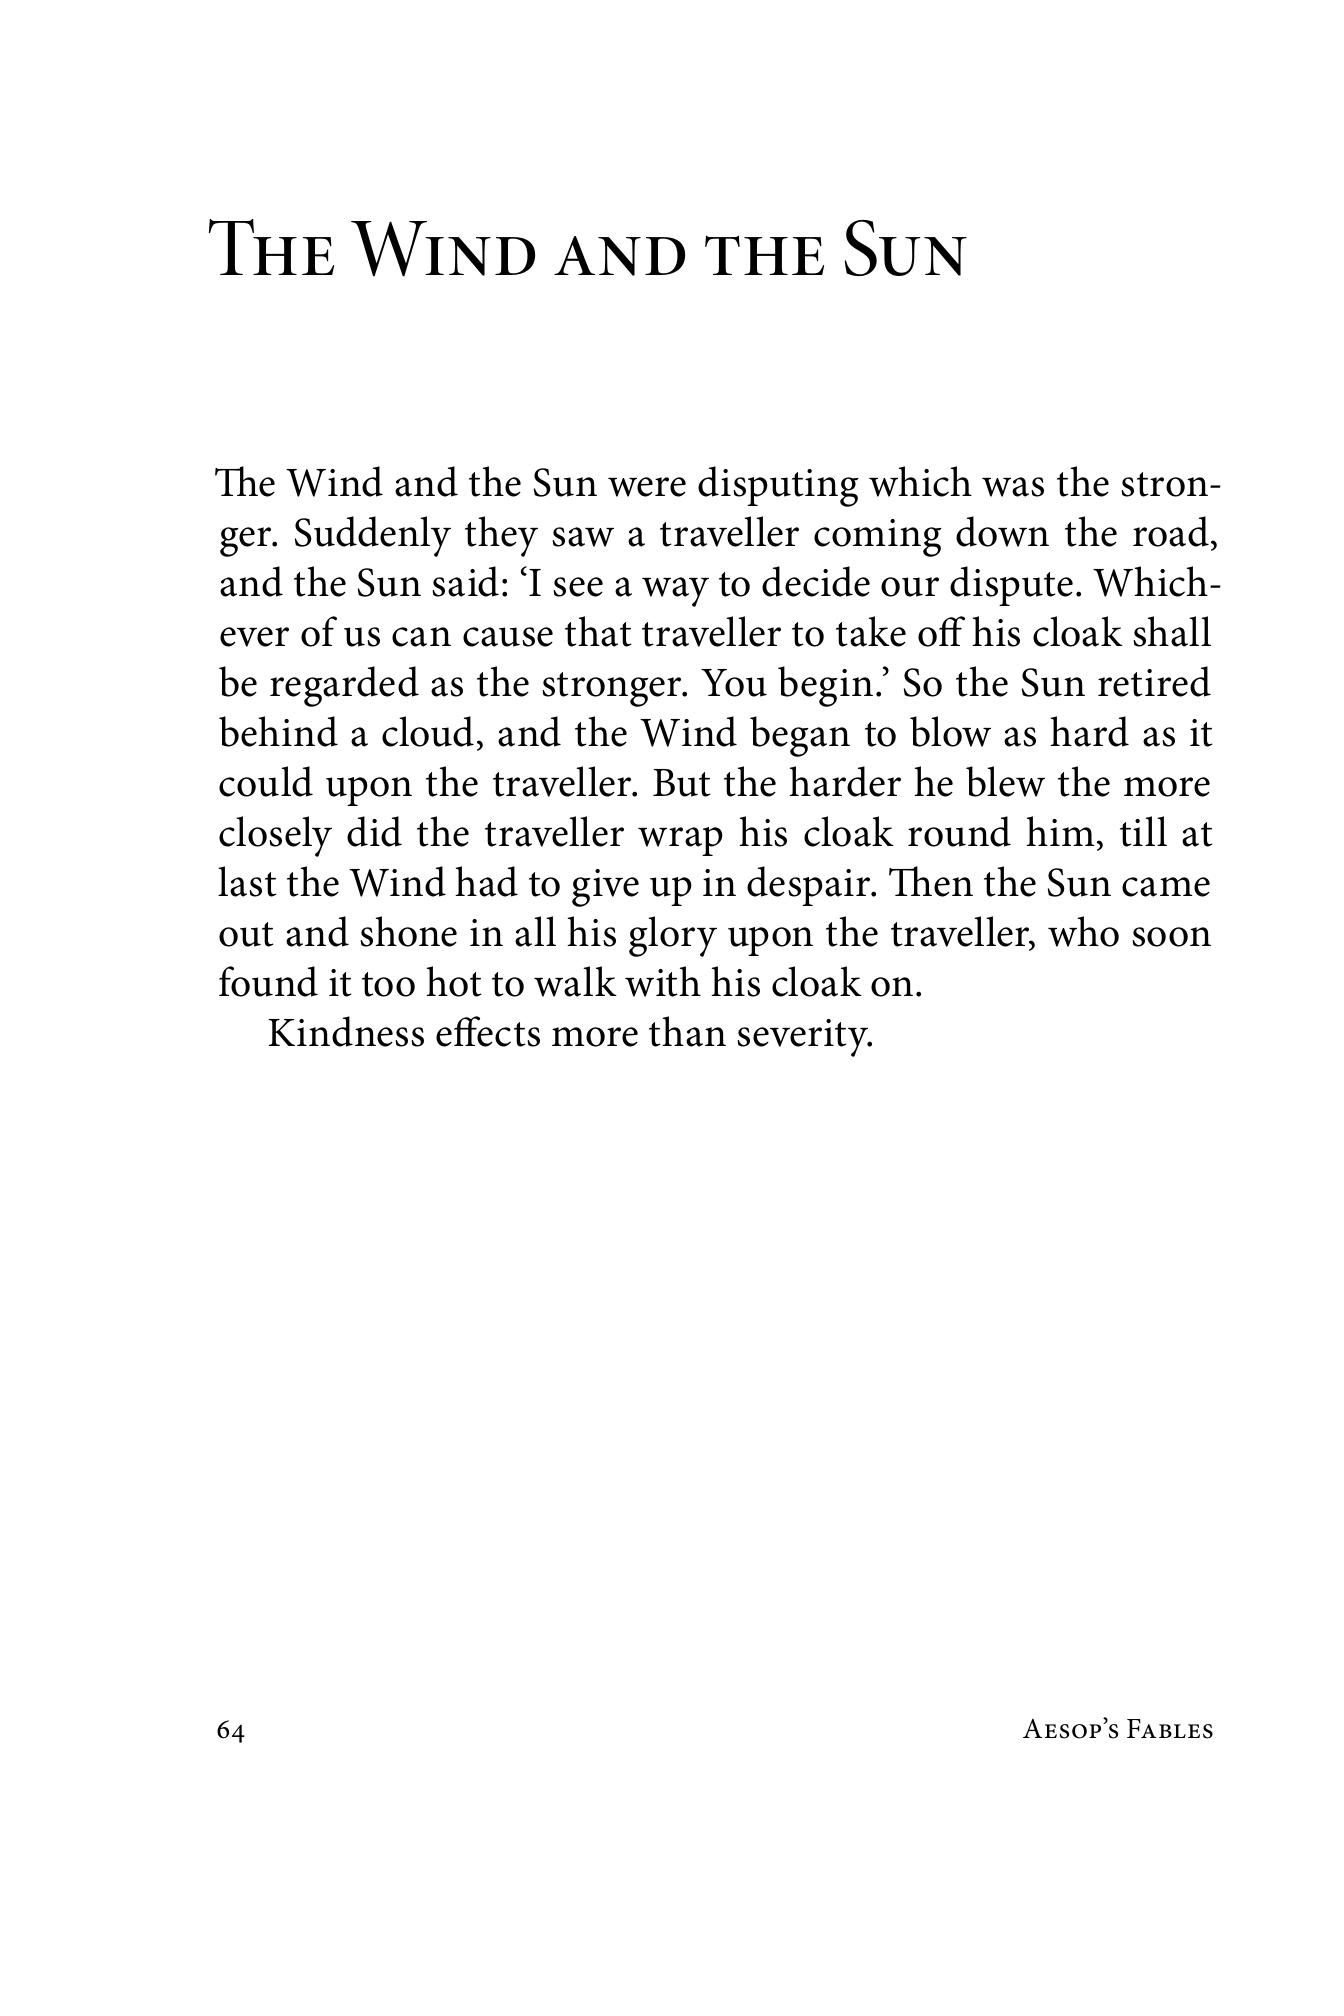 The Wind and the Sun
The Wind and the Sun were disputing which was the stron-
ger. Suddenly they saw a traveller coming down the road,
and the Sun said: ‘I see a way to decide our dispute. Which-
ever of us can cause that traveller to take off his cloak shall
be regarded as the stronger. You begin.’ So the Sun retired
behind a cloud, and the Wind began to blow as hard as it
could upon the traveller. But the harder he blew the more
closely did the traveller wrap his cloak round him, till at
last the Wind had to give up in despair. Then the Sun came
out and shone in all his glory upon the traveller, who soon
found it too hot to walk with his cloak on.
Kindness effects more than severity.
64 Aesop’s Fables